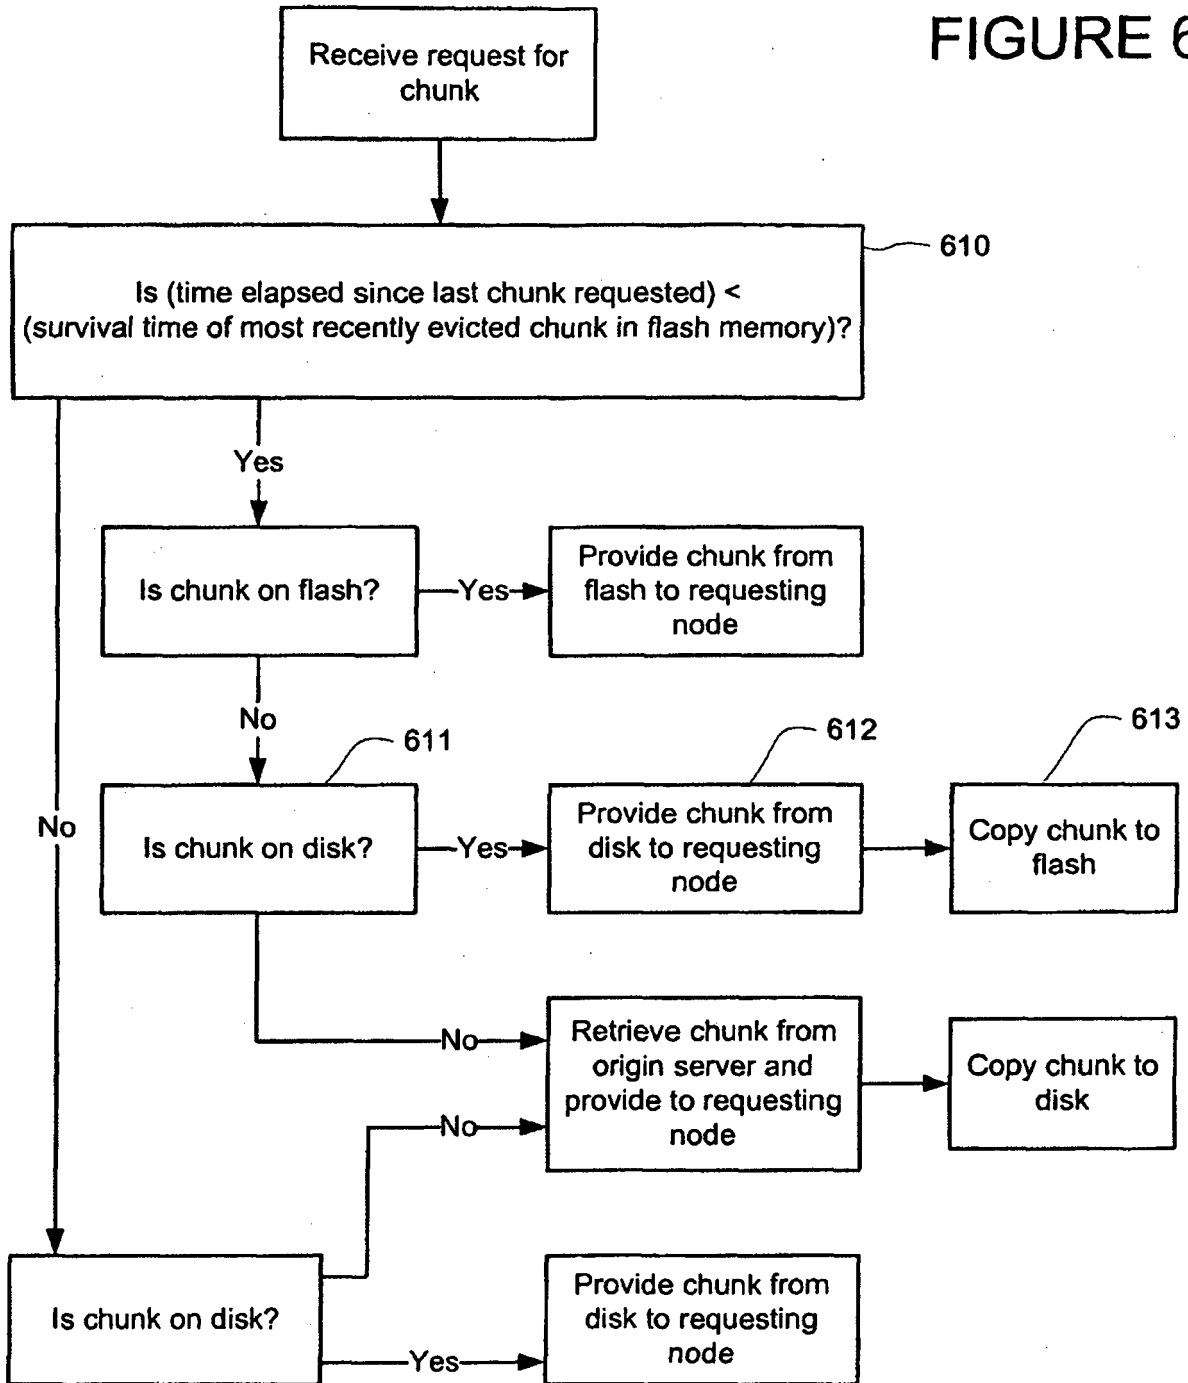 FIGURE 6
Receive request for
chunk
610
Is (time elapsed since last chunk requested) <
(survival time of most recently evicted chunk in flash memory)?
Yes
Is chunk on flash?
Yes
Provide chunk from
flash to requesting
node
No
611
612
613
No
Is chunk on disk?
Yes
Provide chunk from
disk to requesting
node
Copy chunk to
flash
No
Retrieve chunk from
origin server and
provide to requesting
node
No
Copy chunk to
disk
Is chunk on disk?
Yes
Provide chunk from
disk to requesting
node